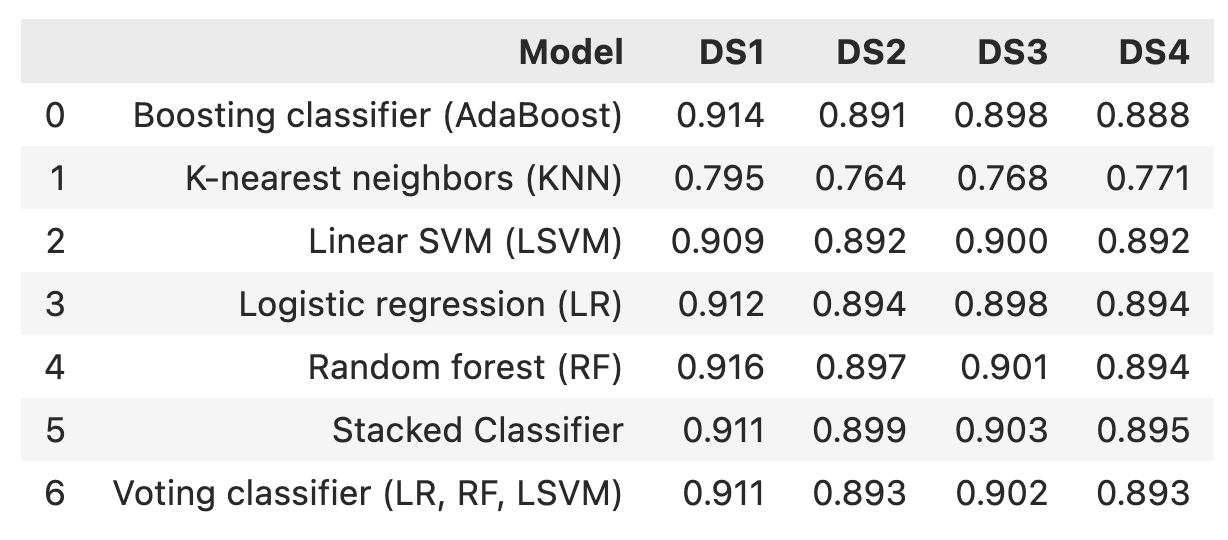 Model DS1 DS2 DS3 DS4
0 Boosting classifier (AdaBoost) 0.914 0.891 0.898 0.888
1 K-nearest neighbors (KNN) 0.795 0.764 0.768 0.771
2 Linear SVM (LSVM) 0.909 0.892 0.900 0.892
3 Logistic regression (LR) 0.912 0.894 0.898 0.894
4 Random forest (RF) 0.916 0.897 0.901 0.894
5 Stacked Classifier 0.911 0.899 0.903 0.895
6 Voting classifier (LR, RF, LSVM) 0.911 0.893 0.902 0.893